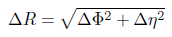 ΔR = √(ΔΦ² + Δη²)